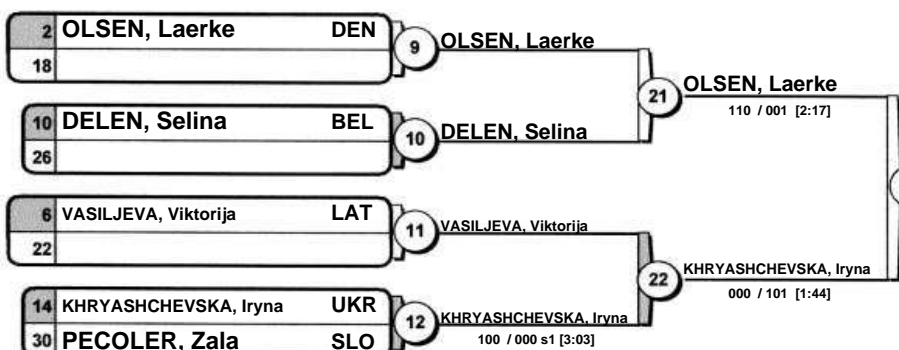 2 OLSEN, Laerke DEN
18
9
OLSEN, Laerke
10 DELEN, Selina BEL
26
10
DELEN, Selina
21
OLSEN, Laerke
110 / 001 [2:17]
6 VASILJEVA, Viktorija LAT
22
11
VASILJEVA, Viktorija
14 KHRYASHCHEVSKA, Iryna UKR
30 PECOLER, Zala SLO
12
KHRYASHCHEVSKA, Iryna
100 / 000 s1 [3:03]
22
KHRYASHCHEVSKA, Iryna
000 / 101 [1:44]